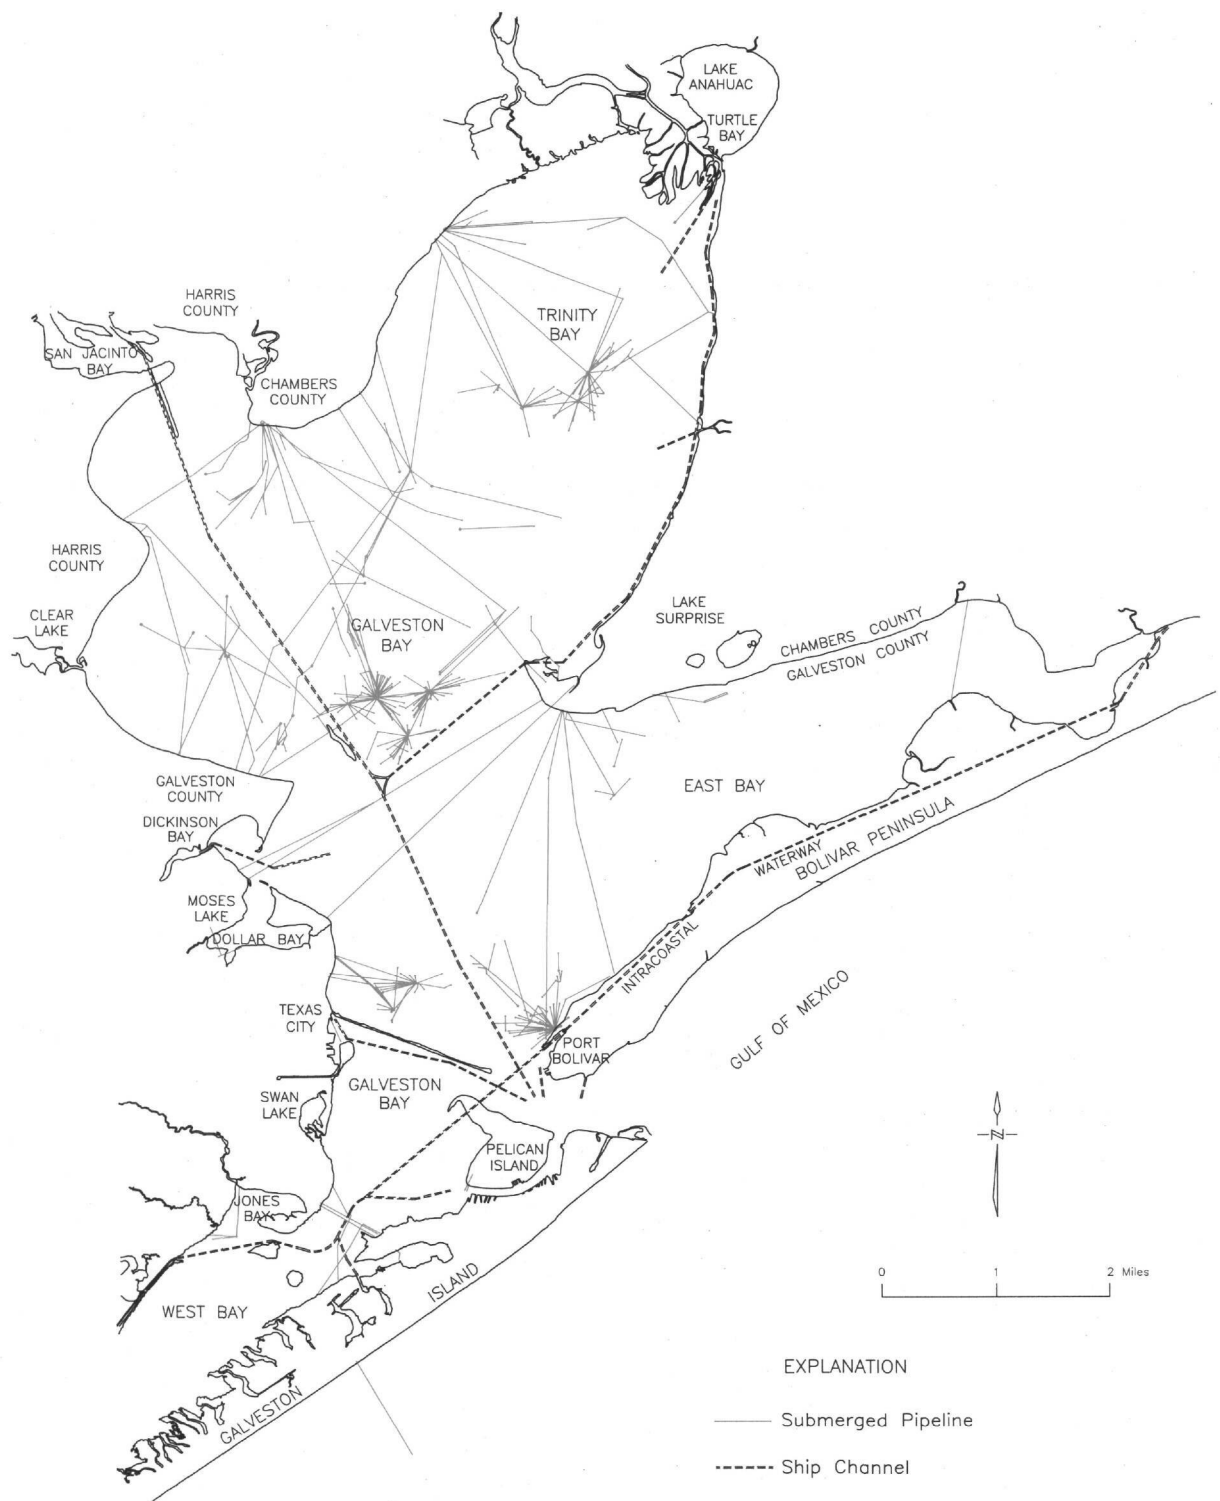 LAKE
ANAHUAC
TURTLE
BAY
HARRIS
COUNTY
TRINITY
BAY
SAN JACINTO
BAY
CHAMBERS
COUNTY
HARRIS
COUNTY
CLEAR
LAKE
LAKE
SURPRISE
GALVESTON
BAY
CHAMBERS COUNTY
GALVESTON COUNTY
GALVESTON
COUNTY
EAST BAY
DICKINSON
BAY
WATERWAY
BOLIVAR PENINSULA
MOSES
LAKE
DOLLAR BAY
INTRACOASTAL
TEXAS
CITY
GULF OF MEXICO
PORT
BOLIVAR
GALVESTON
BAY
SWAN
LAKE
N
PELICAN
ISLAND
JONES
BAY
0 1 2 Miles
ISLAND
WEST BAY
GALVESTON
EXPLANATION
Submerged Pipeline
Ship Channel